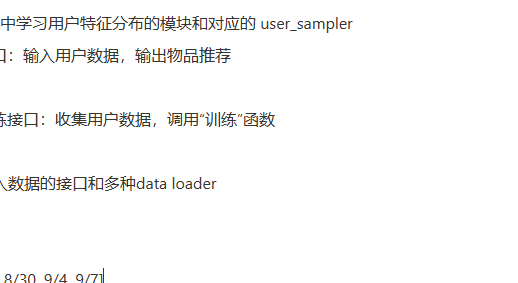 中学习用户特征分布的模块和对应的 user_sampler
口：输入用户数据，输出物品推荐
练接口：收集用户数据，调用“训练”函数
入数据的接口和多种data loader
8/30, 9/4, 9/7]